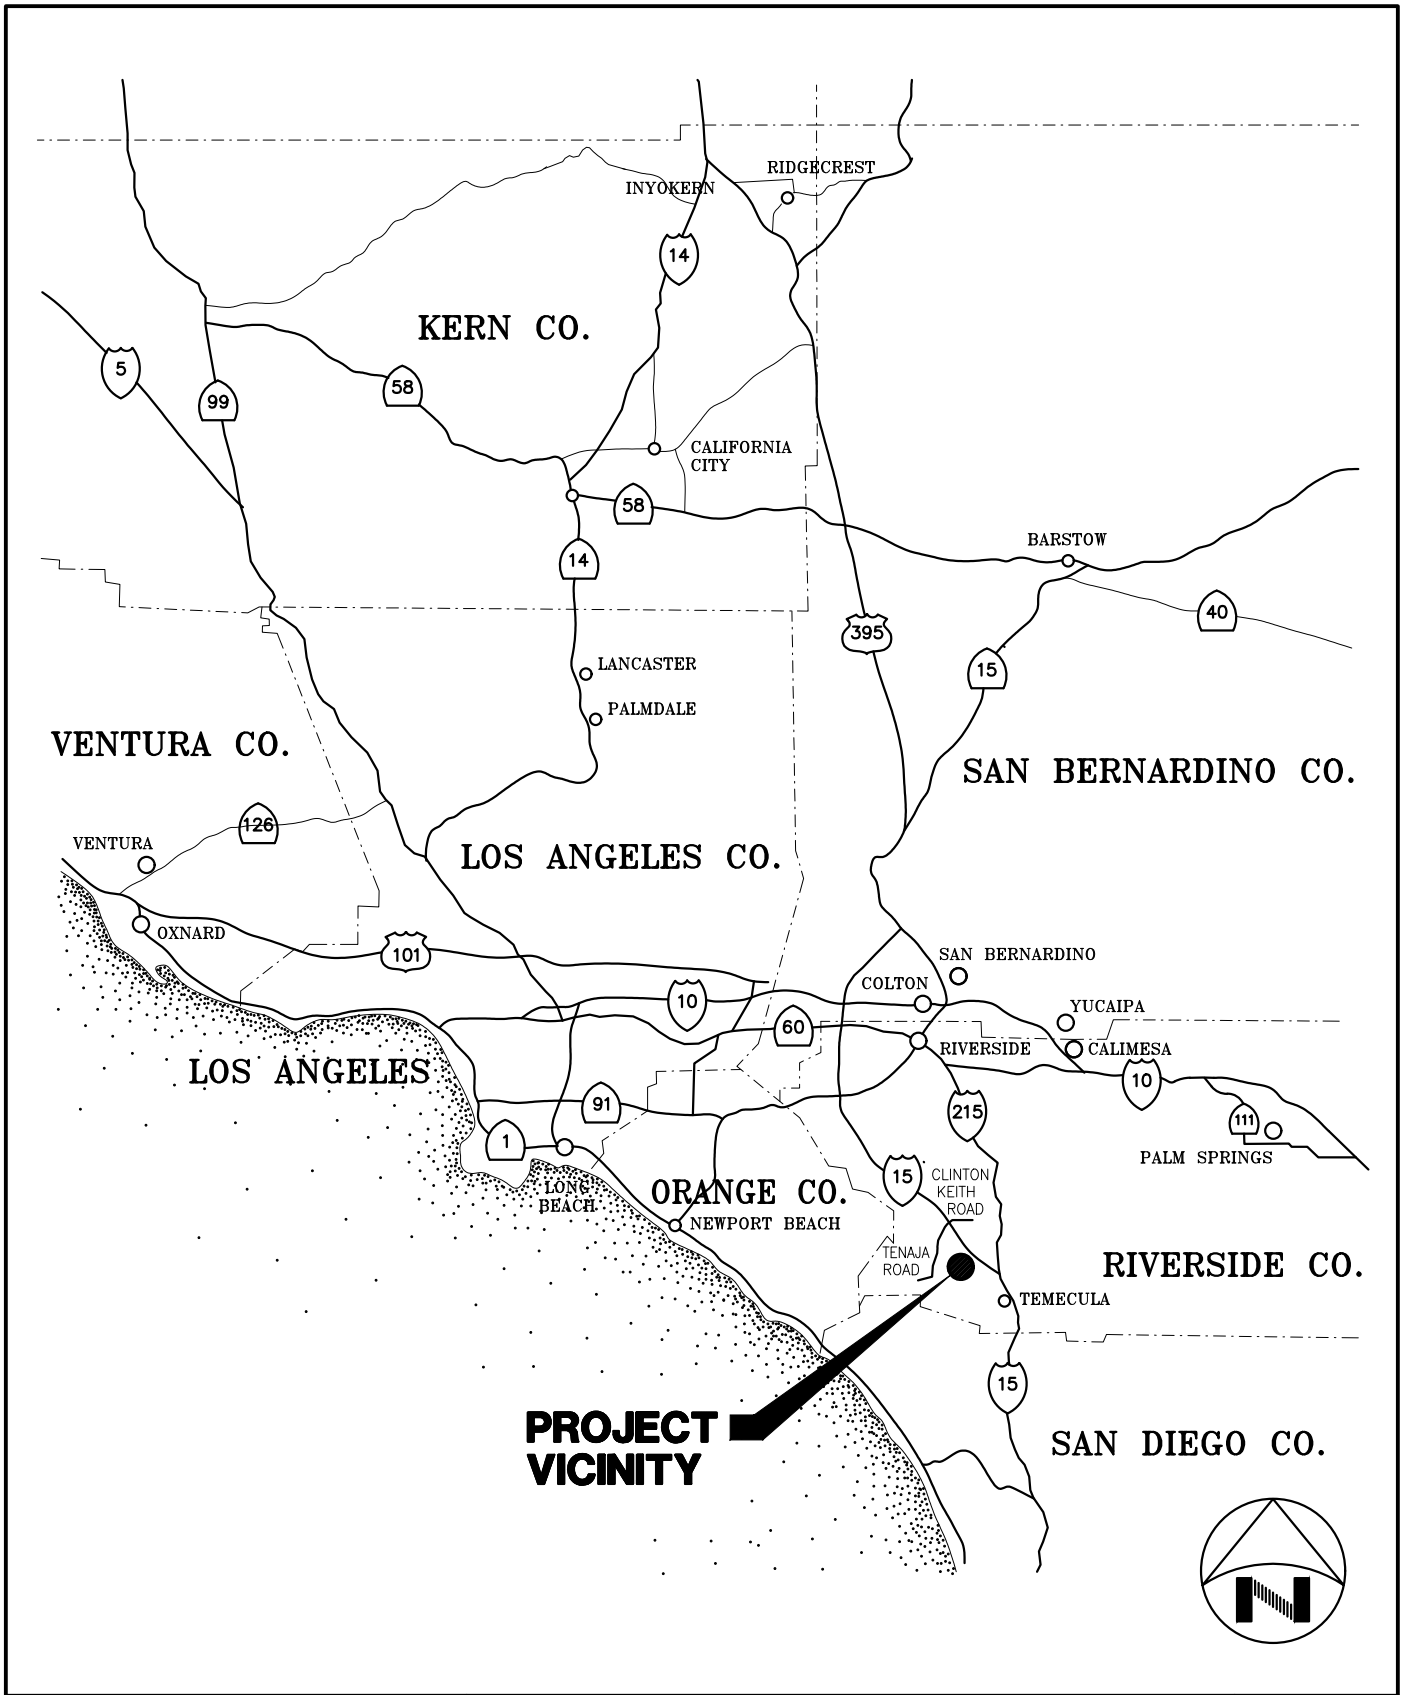 RIDGECREST
INYOKERN
14
KERN CO.
5
99
58
CALIFORNIA
CITY
58
14
BARSTOW
40
395
15
LANCASTER
PALMDALE
VENTURA CO.
SAN BERNARDINO CO.
126
VENTURA
LOS ANGELES CO.
OXNARD
101
SAN BERNARDINO
COLTON
10
YUCAIPA
60
RIVERSIDE
CALIMESA
LOS ANGELES
10
91
215
111
1
PALM SPRINGS
15
CLINTON
KEITH
ROAD
LONG
BEACH
ORANGE CO.
NEWPORT BEACH
TENAJA
ROAD
RIVERSIDE CO.
TEMECULA
15
PROJECT
VICINITY
SAN DIEGO CO.
N